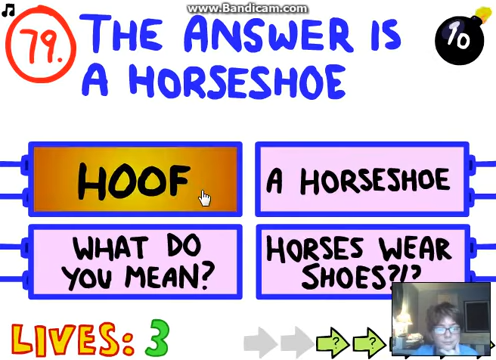 www.Bandicam.com
79. THE ANSWER IS
A HORSESHOE
10
HOOF
A HORSESHOE
WHAT DO
YOU MEAN?
HORSES WEAR
SHOES?!?
LIVES: 3
? ?